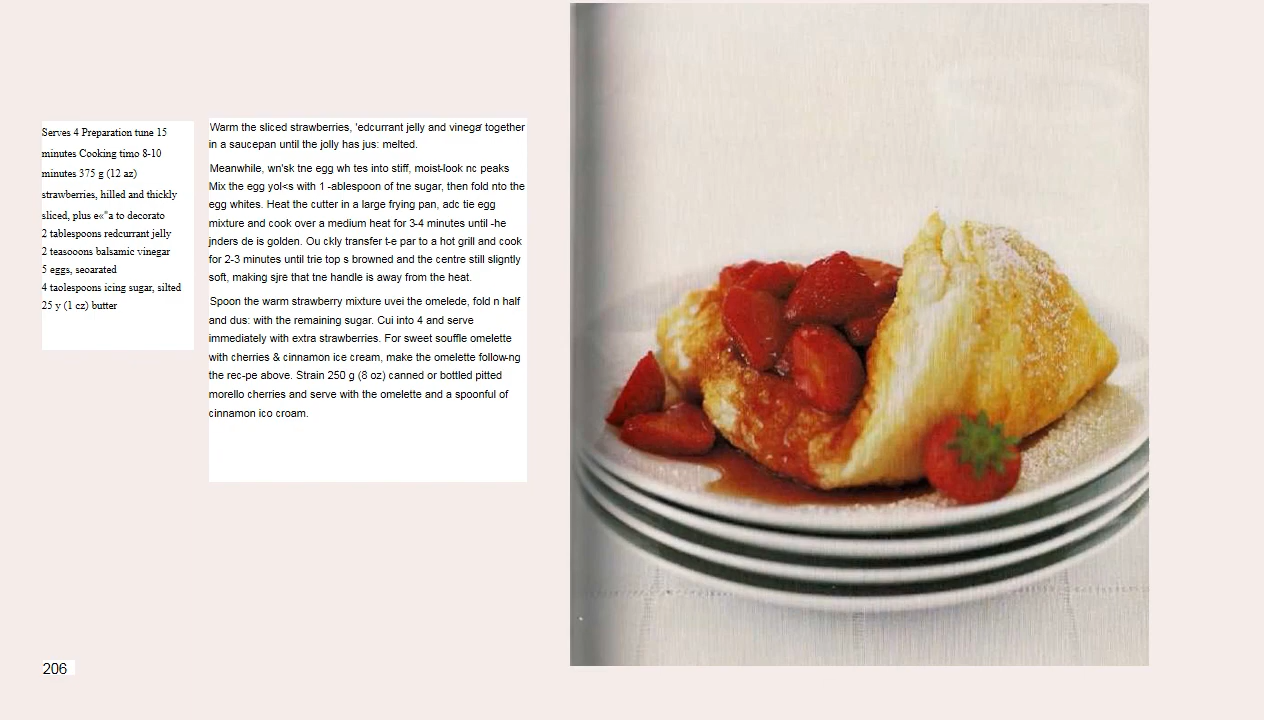 Serves 4 Preparation tune 15
minutes Cooking timo 8-10
minutes 375 g (12 az)
strawberries, hilled and thickly
sliced, plus e«"a to decorato
2 tablespoons redcurrant jelly
2 teasooons balsamic vinegar
5 eggs, seoarated
4 taolespoons icing sugar, silted
25 y (1 cz) butter
Warm the sliced strawberries, 'edcurrant jelly and vinega' together
in a saucepan until the jolly has jus: melted.
Meanwhile, wn'sk tne egg wh tes into stiff, moist-look nc peaks
Mix the egg yol<s with 1 -ablespoon of tne sugar, then fold nto the
egg whites. Heat the cutter in a large frying pan, adc tie egg
mixture and cook over a medium heat for 3-4 minutes until -he
jnders de is golden. Ou ckly transfer t-e par to a hot grill and cook
for 2-3 minutes until trie top s browned and the centre still signtly
soft, making sjre that tne handle is away from the heat.
Spoon the warm strawberry mixture uvei the omelede, fold n half
and dus: with the remaining sugar. Cui into 4 and serve
immediately with extra strawberries. For sweet souffle omelette
with cherries & cinnamon ice cream, make the omelette follow-ng
the rec-pe above. Strain 250 g (8 oz) canned or bottled pitted
morello cherries and serve with the omelette and a spoonful of
cinnamon ico croam.
206